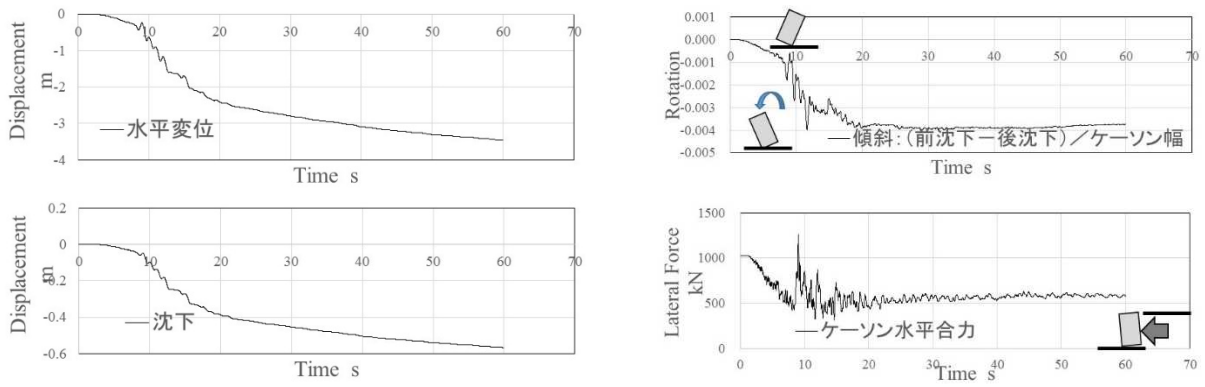 0
-1
-2
-3
-4
0 10 20 30 40 50 60 70
Displacement
m
水平変位
Time s
0.2
0
-0.2
-0.4
-0.6
0 10 20 30 40 50 60 70
Displacement
m
沈下
Time s
0.001
0.000
-0.001
-0.002
-0.003
-0.004
-0.005
0 10 20 30 40 50 60 70
Rotation
傾斜:(前沈下－後沈下)／ケーソン幅
Time s
1500
1000
500
0
0 10 20 30 40 50 60 70
Lateral Force
kN
ケーソン水平合力
Time s